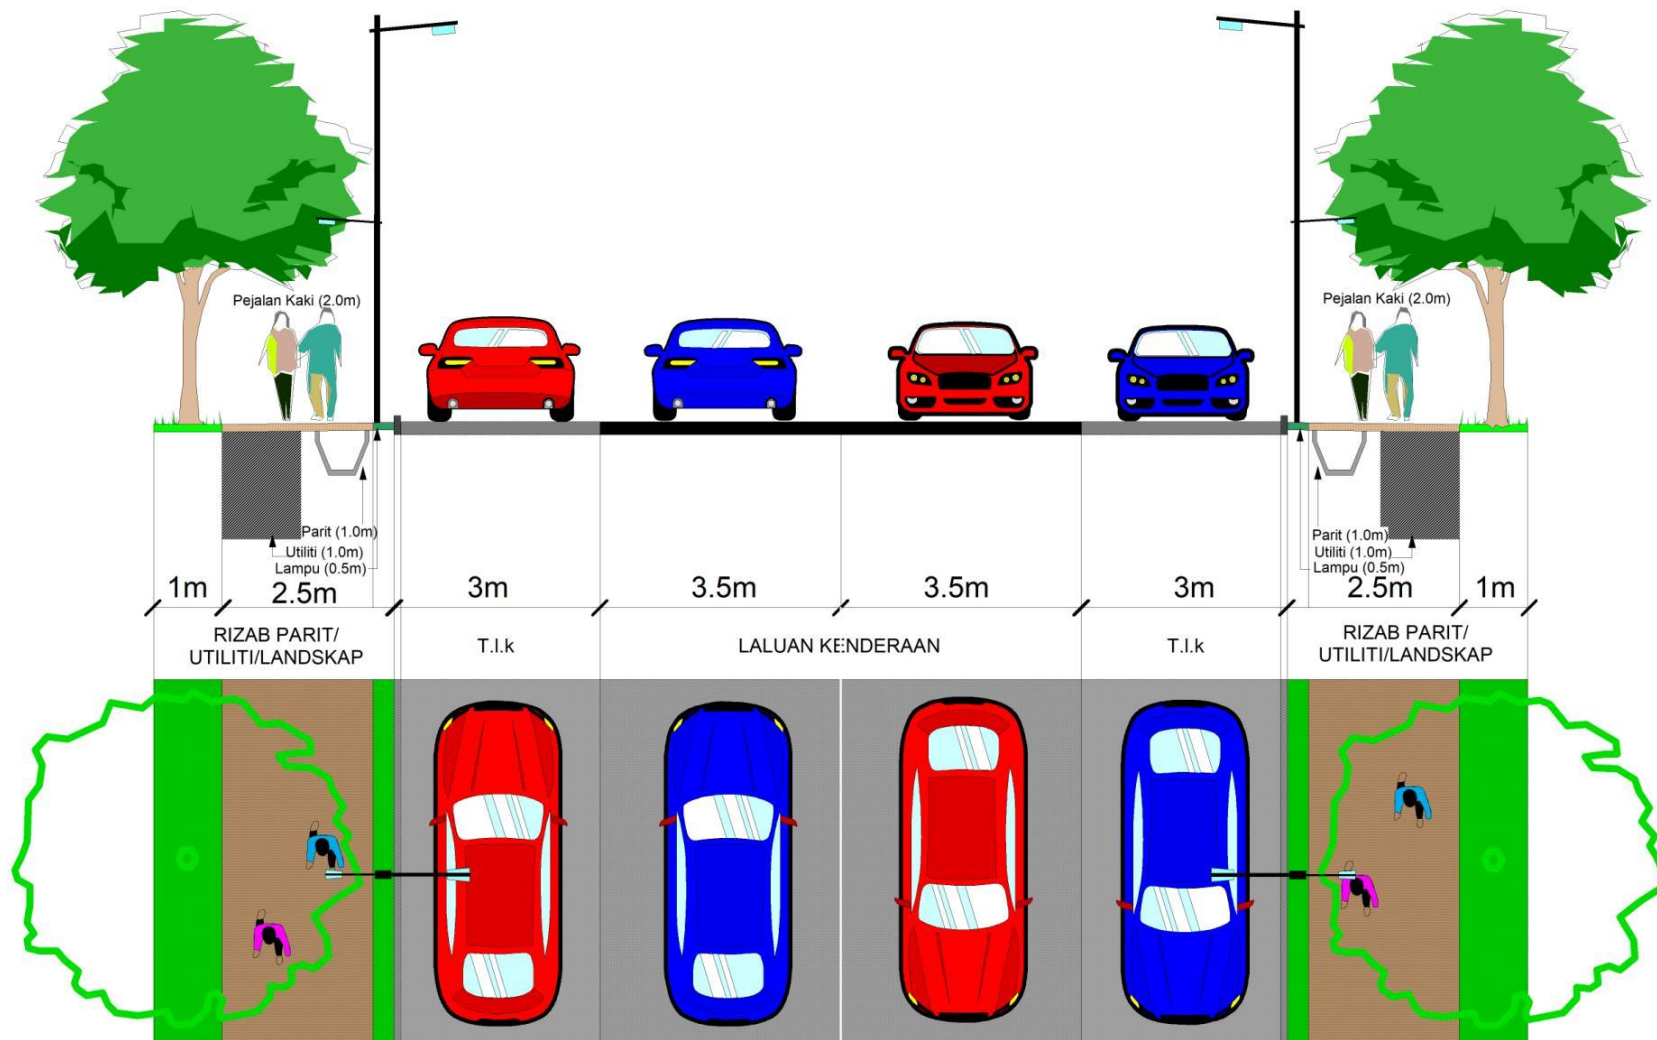 Pejalan Kaki (2.0m)
Pejalan Kaki (2.0m)
Parit (1.0m)
Utiliti (1.0m)
Lampu (0.5m)
Parit (1.0m)
Utiliti (1.0m)
Lampu (0.5m)
1m 2.5m 3m 3.5m 3.5m 3m 2.5m 1m
RIZAB PARIT/
UTILITI/LANDSKAP
T.I.k
LALUAN KENDERAAN
T.I.k
RIZAB PARIT/
UTILITI/LANDSKAP